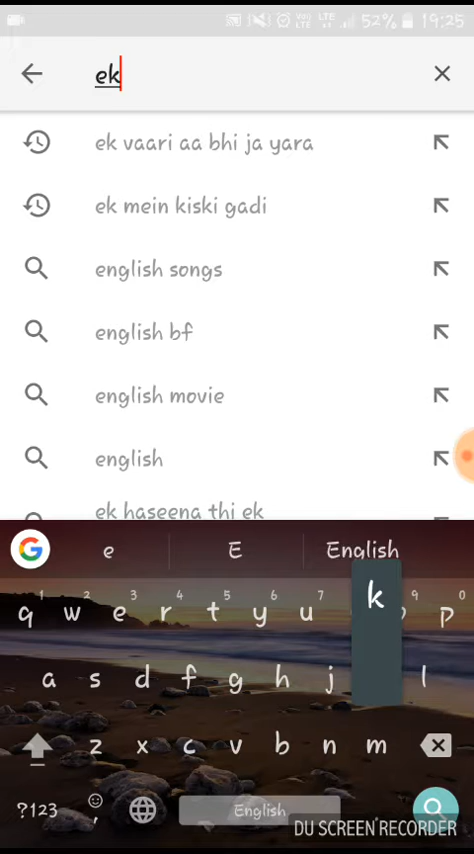 VoLTE LTE 52% 19:25
ek
ek vaari aa bhi ja yara
ek mein kiski gadi
english songs
english bf
english movie
english
ek haseena thi ek
e E English
1 2 3 4 5 6 9 0
q w e r t y u k p
a s d f g h j l
z x c v b n m
?123 , English
DU SCREEN RECORDER